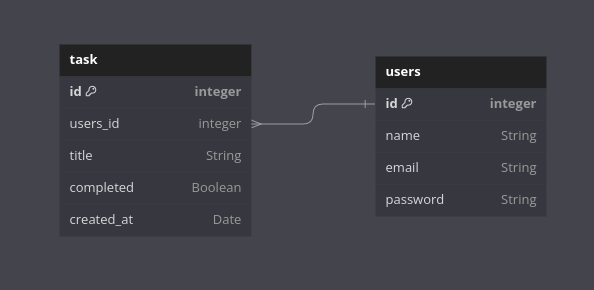 task
id integer
users_id integer
title String
completed Boolean
created_at Date
users
id integer
name String
email String
password String